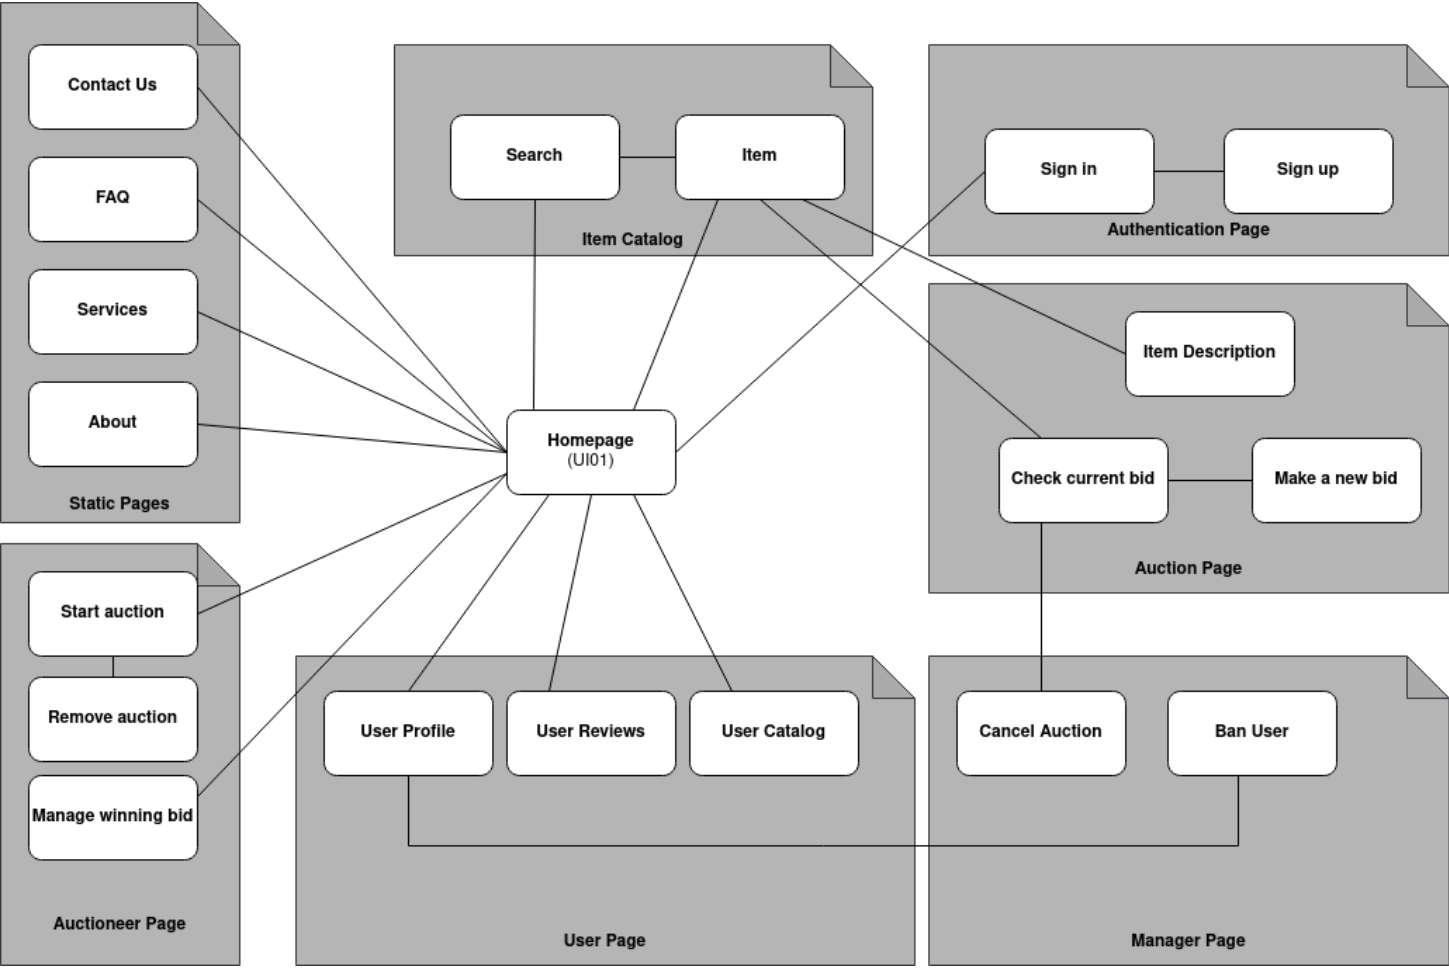 Contact Us
FAQ
Services
About
Static Pages
Search
Item
Item Catalog
Sign in
Sign up
Authentication Page
Item Description
Check current bid
Make a new bid
Auction Page
Homepage
(UI01)
Start auction
Remove auction
Manage winning bid
Auctioneer Page
User Profile
User Reviews
User Catalog
User Page
Cancel Auction
Ban User
Manager Page